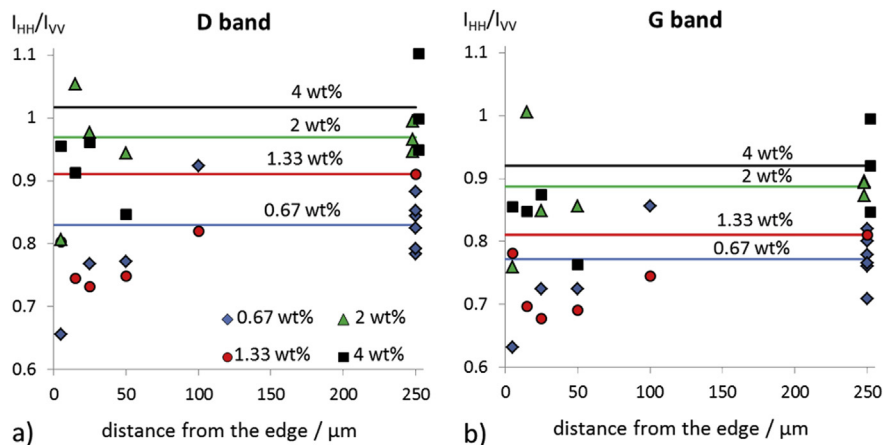 I_HH/I_VV
D band
1.1
1
0.9
0.8
0.7
0.6
4 wt%
2 wt%
1.33 wt%
0.67 wt%
0.67 wt%
2 wt%
1.33 wt%
4 wt%
0
50
100
150
200
250
distance from the edge / µm
a)
I_HH/I_VV
G band
1.1
1
0.9
0.8
0.7
0.6
4 wt%
2 wt%
1.33 wt%
0.67 wt%
0
50
100
150
200
250
distance from the edge / µm
b)